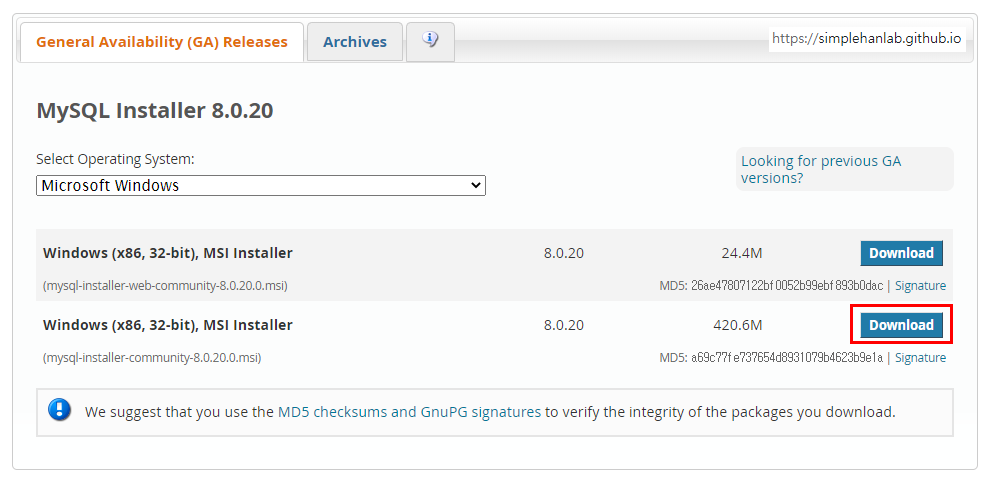 General Availability (GA) Releases
Archives
https://simplehanlab.github.io
MySQL Installer 8.0.20
Select Operating System:
Microsoft Windows
Looking for previous GA
versions?
Windows (x86, 32-bit), MSI Installer 8.0.20 24.4M Download
(mysql-installer-web-community-8.0.20.0.msi) MD5: 26ae47807122bf0052b99ebf893b0dac | Signature
Windows (x86, 32-bit), MSI Installer 8.0.20 420.6M Download
(mysql-installer-community-8.0.20.0.msi) MD5: a69c77fe737654d8931079b4623b9e1a | Signature
We suggest that you use the MD5 checksums and GnuPG signatures to verify the integrity of the packages you download.